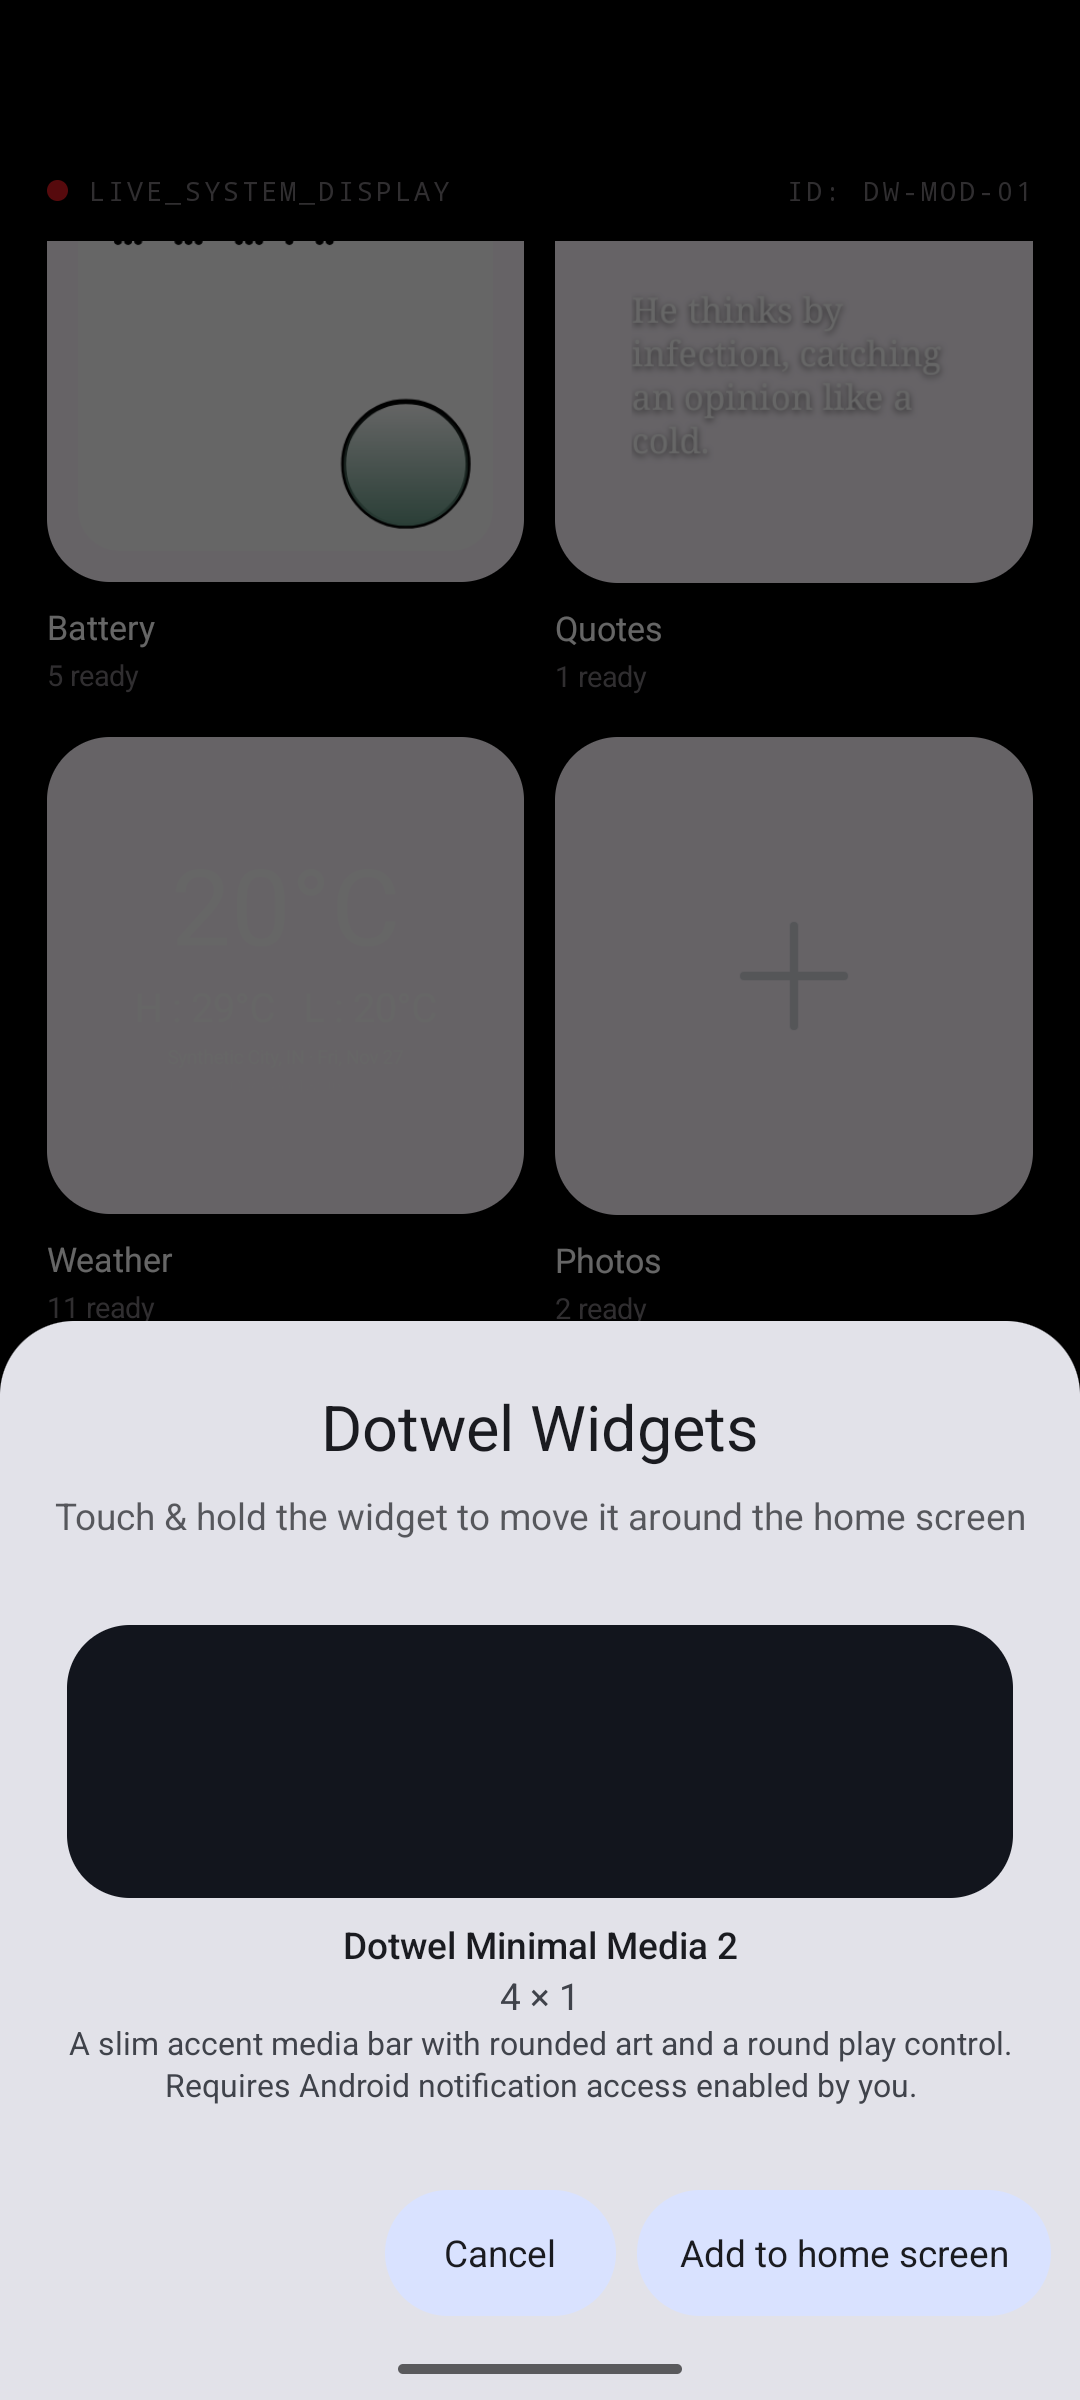 LIVE_SYSTEM_DISPLAY ID: DW-MOD-01
He thinks by
infection, catching
an opinion like a
cold.
Battery
5 ready
Quotes
1 ready
20°C
H : 29°C L : 20°C
Weather
11 ready
Photos
2 ready
Dotwel Widgets
Touch & hold the widget to move it around the home screen
Dotwel Minimal Media 2
4 × 1
A slim accent media bar with rounded art and a round play control.
Requires Android notification access enabled by you.
Cancel
Add to home screen